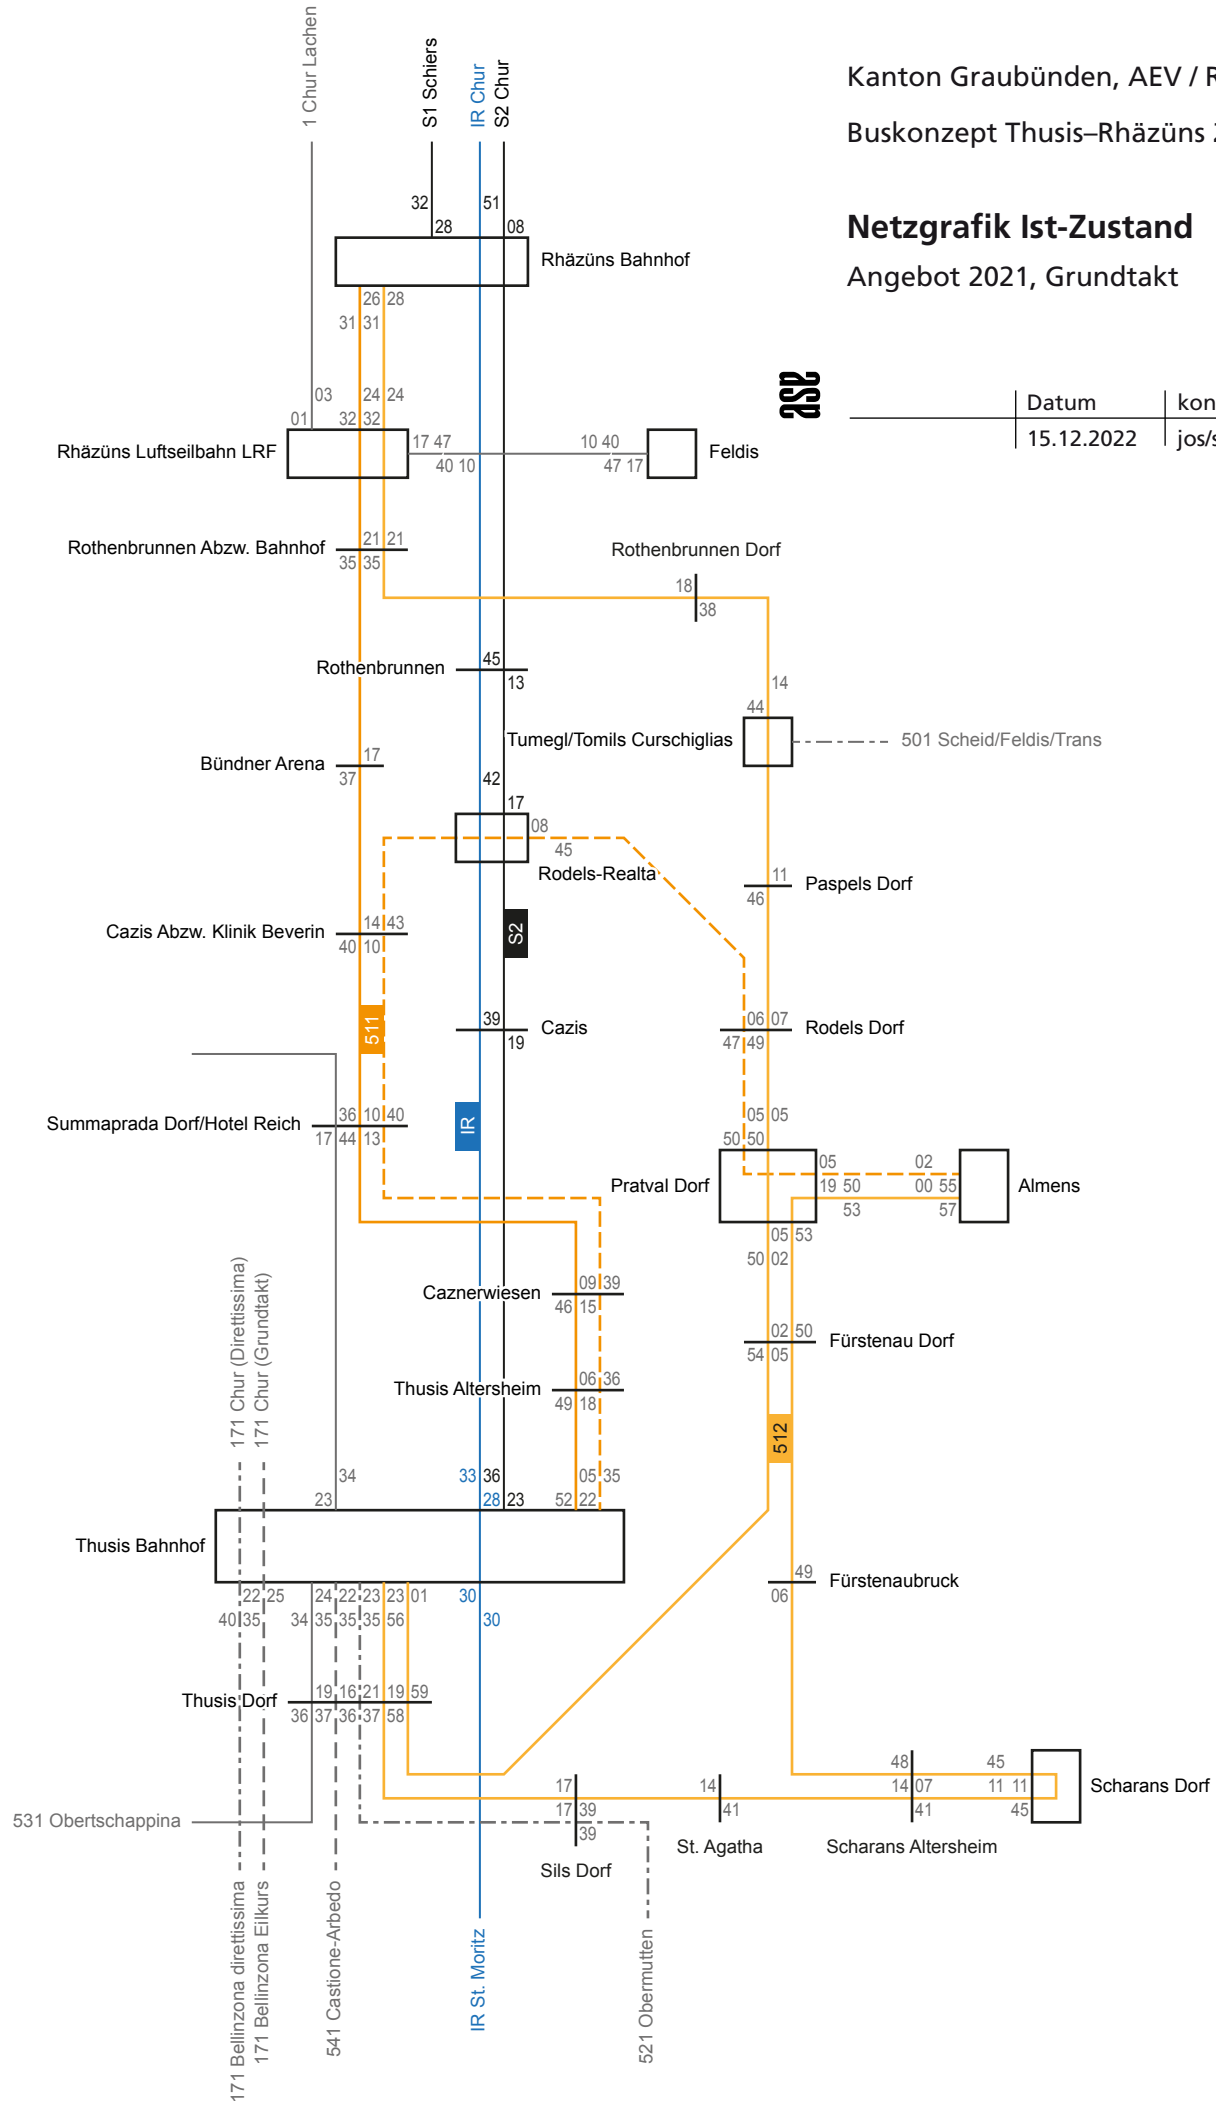 1 Chur Lachen
S1 Schiers
IR Chur
S2 Chur
Kanton Graubünden, AEV / R
Buskonzept Thusis–Rhäzüns
Netzgrafik Ist-Zustand
Angebot 2021, Grundtakt
ase
Datum
kon
15.12.2022
jos/s
32 51
28 08
Rhäzüns Bahnhof
26 28
31 31
03 24 24
01 32 32
Rhäzüns Luftseilbahn LRF
17 47 10 40
40 10 47 17
Feldis
Rothenbrunnen Abzw. Bahnhof
21 21
35 35
Rothenbrunnen Dorf
18
38
Rothenbrunnen
45
13
14
44
Tumegl/Tomils Curschiglias
501 Scheid/Feldis/Trans
Bündner Arena
17
37
42
17
08
45
Rodels-Realta
11
46
Paspels Dorf
Cazis Abzw. Klinik Beverin
14 43
40 10
S2
511
39
19
Cazis
06 07
47 49
Rodels Dorf
IR
Summaprada Dorf/Hotel Reich
36 10 40
17 44 13
05 05
50 50
Pratval Dorf
05 02
19 50 00 55
53 57
Almens
05 53
50 02
Caznerwiesen
09 39
46 15
02 50
54 05
Fürstenau Dorf
Thusis Altersheim
06 36
49 18
171 Chur (Direttissima)
171 Chur (Grundtakt)
512
34 33 36 05 35
23 28 23 52 22
Thusis Bahnhof
49
06
Fürstenaubruck
22 25 24 22 23 23 01 30
40 35 34 35 35 35 56 30
Thusis Dorf
19 16 21 19 59
36 37 36 37 58
48 45
17 14 14 07 11 11
17 39 41 41 45
39
Scharans Dorf
531 Obertschappina
Sils Dorf
St. Agatha
Scharans Altersheim
171 Bellinzona direttissima
171 Bellinzona Eilkurs
541 Castione-Arbedo
IR St. Moritz
521 Obermutten